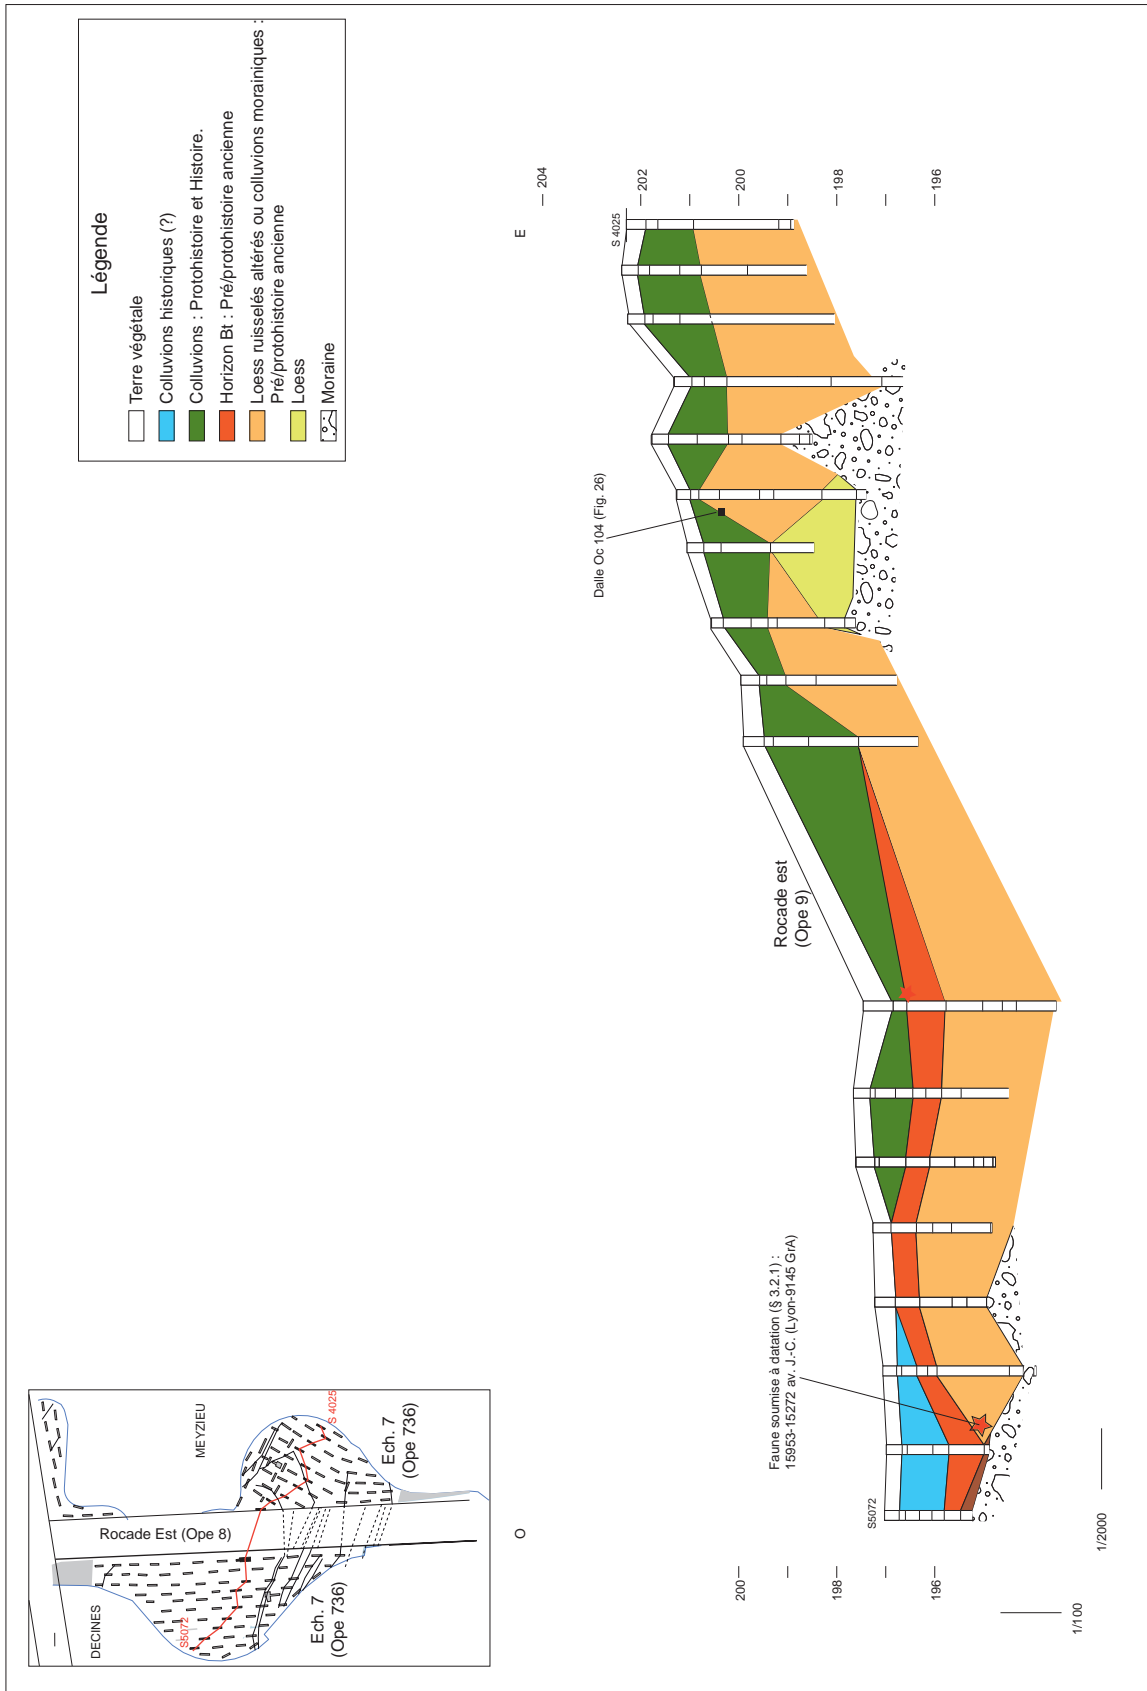 Légende
Terre végétale
Colluvions historiques (?)
Colluvions : Protohistoire et Histoire.
Horizon Bt : Pré/protohistoire ancienne
Loess ruisselés altérés ou colluvions morainiques :
Pré/protohistoire ancienne
Loess
Moraine
DECINES
MEYZIEU
S5072
S 4025
Rocade Est (Ope 8)
Ech. 7
(Ope 736)
Ech. 7
(Ope 736)
O
E
204
202
200
198
196
S 4025
Dalle Oc 104 (Fig. 26)
Rocade est
(Ope 9)
Faune soumise à datation (§ 3.2.1) :
15953-15272 av. J.-C. (Lyon-9145 GrA)
S5072
200
198
196
1/100
1/2000